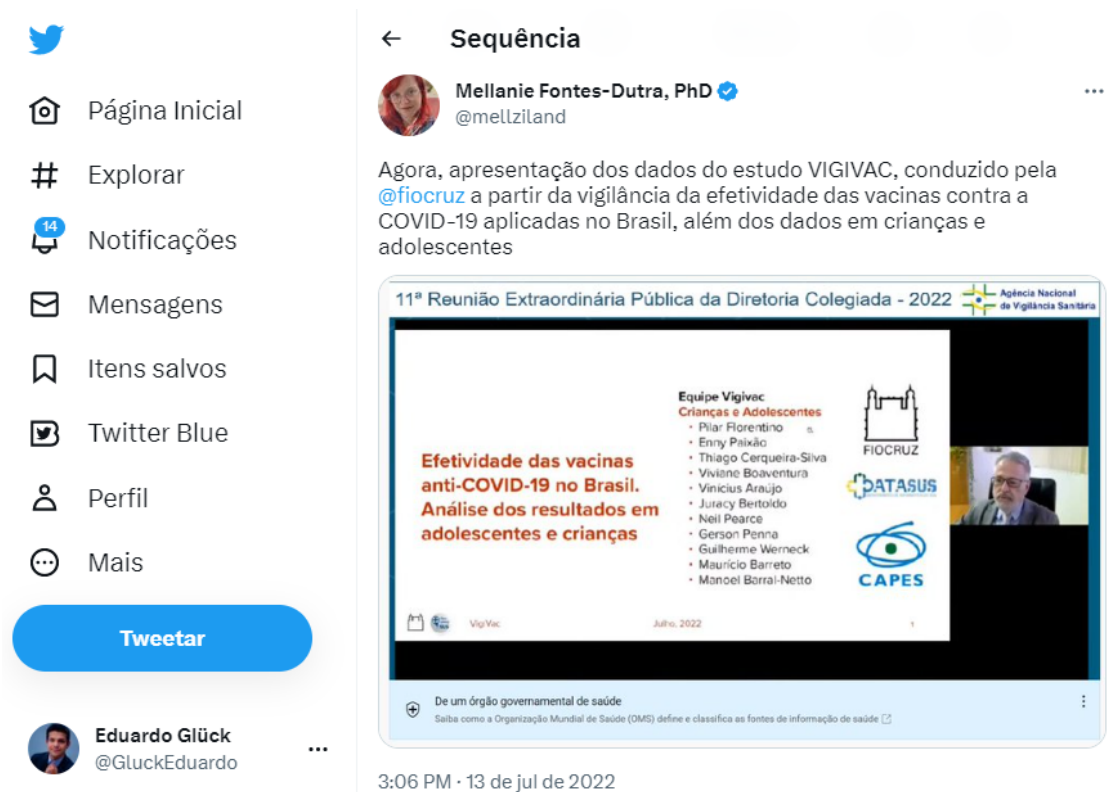 Sequência
Mellanie Fontes-Dutra, PhD
@mellziland
Página Inicial
Explorar
14
Notificações
Mensagens
Itens salvos
Twitter Blue
Perfil
Mais
Tweetar
Eduardo Glück
@GluckEduardo
Agora, apresentação dos dados do estudo VIGIVAC, conduzido pela
@fiocruz a partir da vigilância da efetividade das vacinas contra a
COVID-19 aplicadas no Brasil, além dos dados em crianças e
adolescentes
11ª Reunião Extraordinária Pública da Diretoria Colegiada - 2022
Agência Nacional
de Vigilância Sanitária
Efetividade das vacinas
anti-COVID-19 no Brasil.
Análise dos resultados em
adolescentes e crianças
Equipe Vigivac
Crianças e Adolescentes
• Pilar Florentino
• Enny Paixão
• Thiago Cerqueira-Silva
• Viviane Boaventura
• Vinicius Araújo
• Juracy Bertoldo
• Neil Pearce
• Gerson Penna
• Guilherme Werneck
• Maurício Barreto
• Manoel Barral-Netto
FIOCRUZ
DATASUS
CAPES
VigiVac
Julho, 2022
1
De um órgão governamental de saúde
Saiba como a Organização Mundial de Saúde (OMS) define e classifica as fontes de informação de saúde
3:06 PM · 13 de jul de 2022